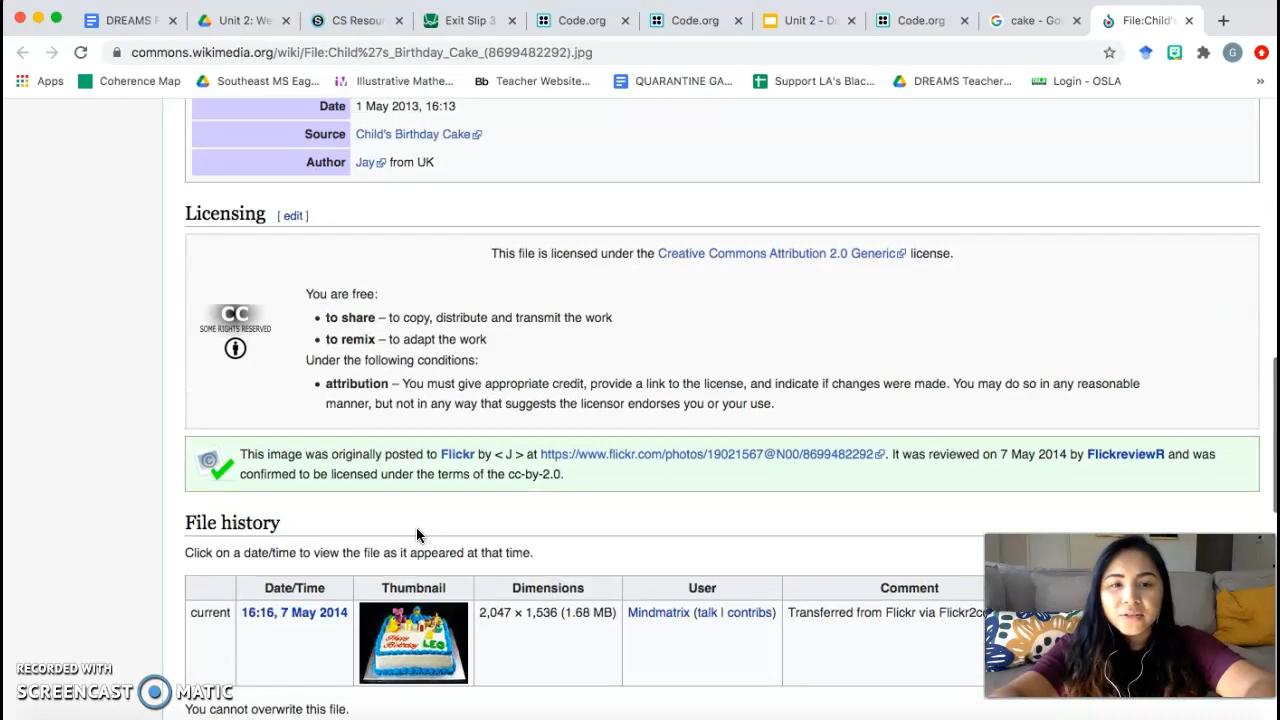 DREAMS F
Unit 2: We
CS Resour
Exit Slip 3
Code.org
Code.org
Unit 2 - D
Code.org
cake - Go
File:Child'
commons.wikimedia.org/wiki/File:Child%27s_Birthday_Cake_(8699482292).jpg
G
Apps
Coherence Map
Southeast MS Eag...
Illustrative Mathe...
Bb Teacher Website...
QUARANTINE GA...
Support LA's Blac...
DREAMS Teacher...
Login - OSLA
»
Date 1 May 2013, 16:13
Source Child's Birthday Cake
Author Jay from UK
Licensing [ edit ]
This file is licensed under the Creative Commons Attribution 2.0 Generic license.
CC
SOME RIGHTS RESERVED
You are free:
• to share – to copy, distribute and transmit the work
• to remix – to adapt the work
Under the following conditions:
• attribution – You must give appropriate credit, provide a link to the license, and indicate if changes were made. You may do so in any reasonable
manner, but not in any way that suggests the licensor endorses you or your use.
This image was originally posted to Flickr by < J > at https://www.flickr.com/photos/19021567@N00/8699482292. It was reviewed on 7 May 2014 by FlickreviewR and was
confirmed to be licensed under the terms of the cc-by-2.0.
File history
Click on a date/time to view the file as it appeared at that time.
Date/Time Thumbnail Dimensions User Comment
current 16:16, 7 May 2014 2,047 × 1,536 (1.68 MB) Mindmatrix (talk | contribs) Transferred from Flickr via Flickr2co
Happy
Birthday LEO
You cannot overwrite this file.
RECORDED WITH
SCREENCAST MATIC